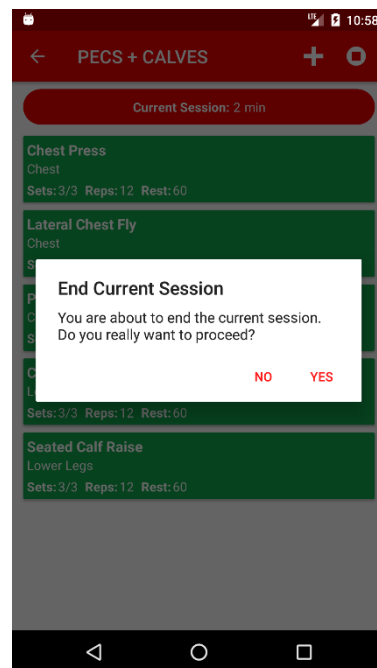 LTE 10:58
PECS + CALVES
Current Session: 2 min
Chest Press
Chest
Sets:3/3 Reps:12 Rest:60
Lateral Chest Fly
Chest
S
P
C
S
End Current Session
You are about to end the current session.
Do you really want to proceed?
NO YES
C
L
Sets:3/3 Reps:12 Rest:60
Seated Calf Raise
Lower Legs
Sets:3/3 Reps:12 Rest:60